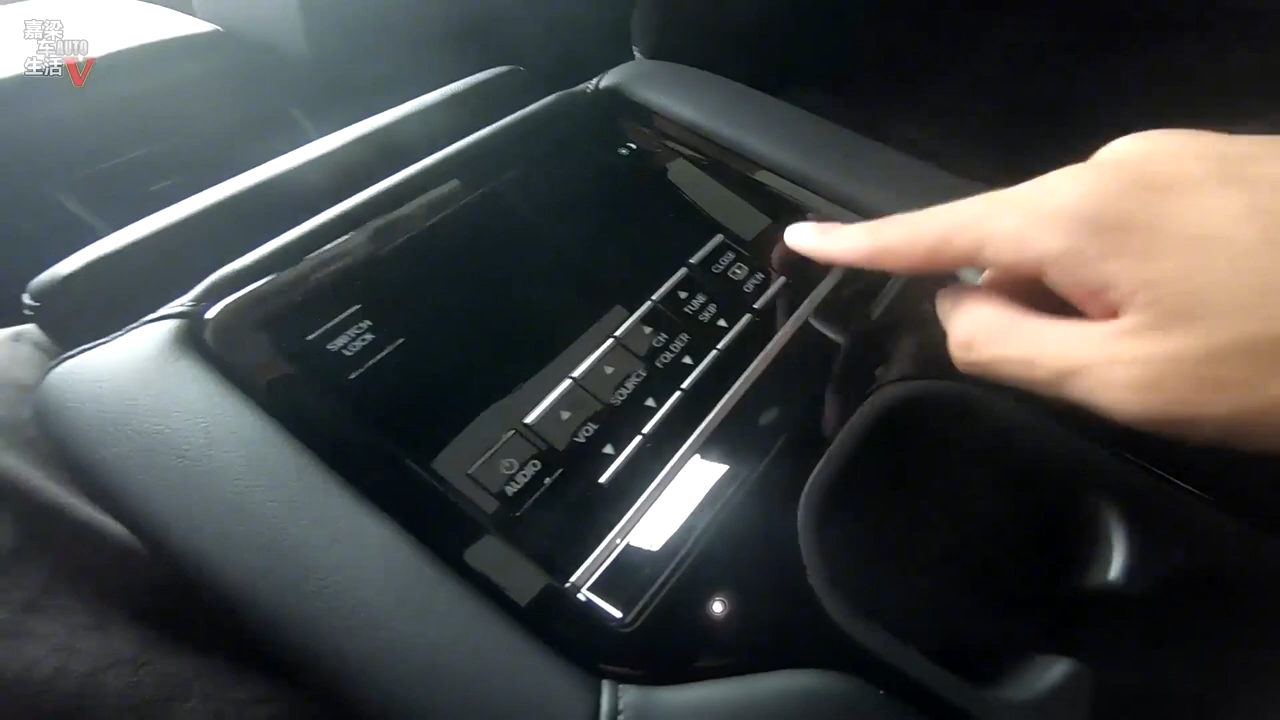 嘉梁
车AUTO
生活V
SWITCH
LOCK
AUDIO
VOL
SOURCE
CH
FOLDER
TUNE
SKIP
CLOSE
OPEN